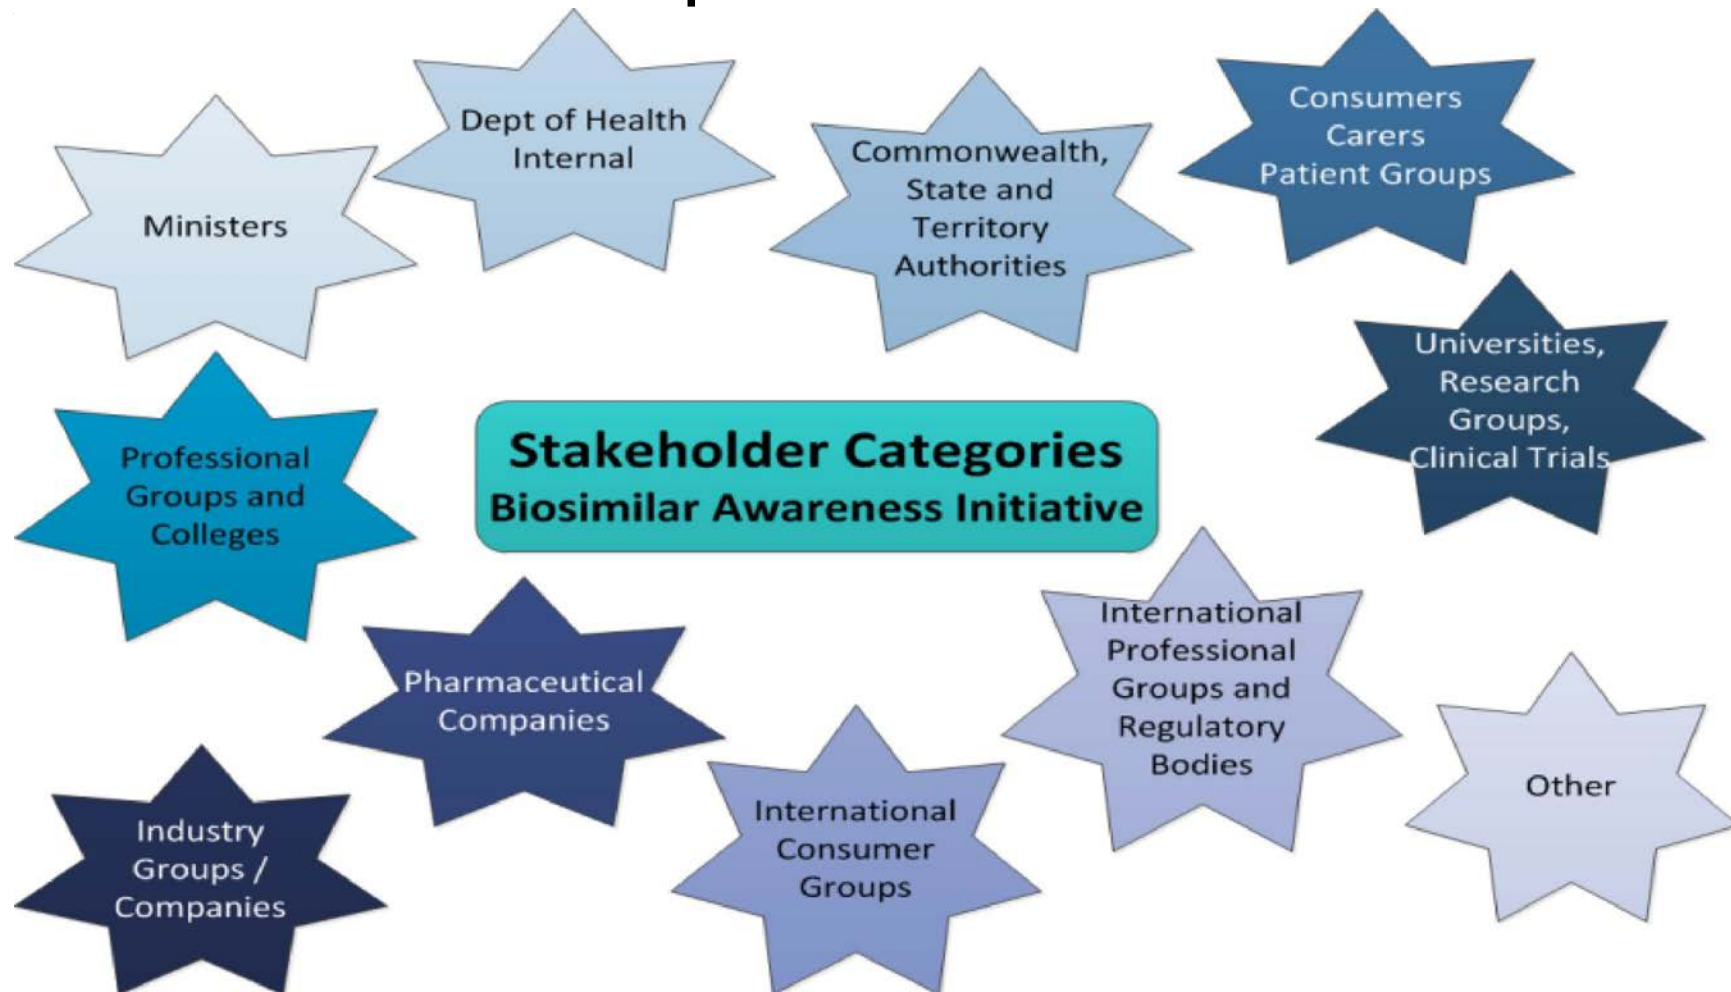 Dept of Health
Internal
Consumers
Carers
Patient Groups
Commonwealth,
State and
Territory
Authorities
Ministers
Universities,
Research
Groups,
Clinical Trials
Professional
Groups and
Colleges
Stakeholder Categories
Biosimilar Awareness Initiative
International
Professional
Groups and
Regulatory
Bodies
Pharmaceutical
Companies
Other
International
Consumer
Groups
Industry
Groups /
Companies